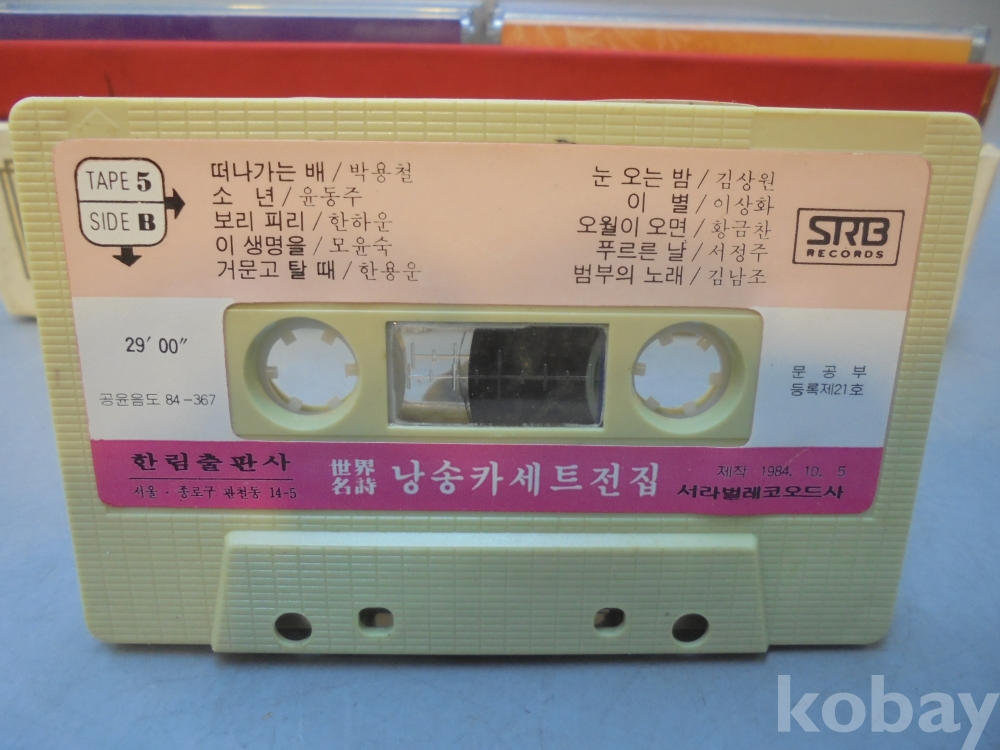 TAPE 5
SIDE B
떠나가는 배 / 박용철
소 년 / 윤동주
보리 피리 / 한하운
이 생명을 / 모윤숙
거문고 탈 때 / 한용운
눈 오는 밤 / 김상원
이 별 / 이상화
오월이 오면 / 황금찬
푸르른 날 / 서정주
범부의 노래 / 김남조
SRB
RECORDS
29′ 00″
공윤음도 84-367
문 공 부
등록제21호
한림출판사
서울·종로구 관철동 14-5
世界
名詩
낭송카세트전집
제작 1984. 10. 5
서라벌레코오드사
kobay